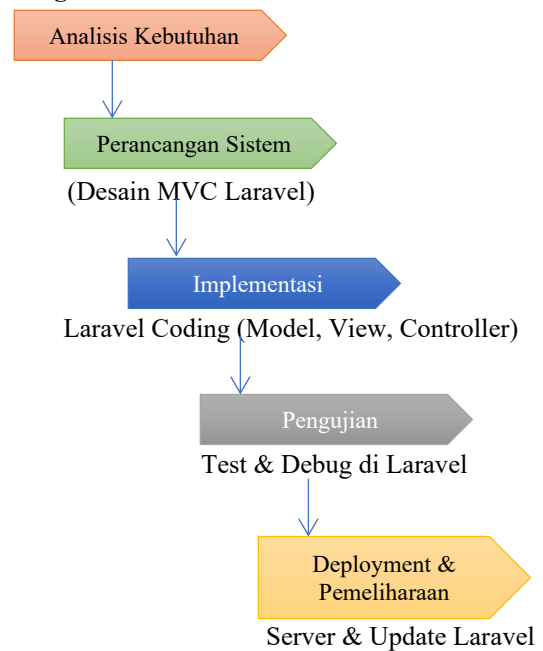 Analisis Kebutuhan
Perancangan Sistem
(Desain MVC Laravel)
Implementasi
Laravel Coding (Model, View, Controller)
Pengujian
Test & Debug di Laravel
Deployment &
Pemeliharaan
Server & Update Laravel